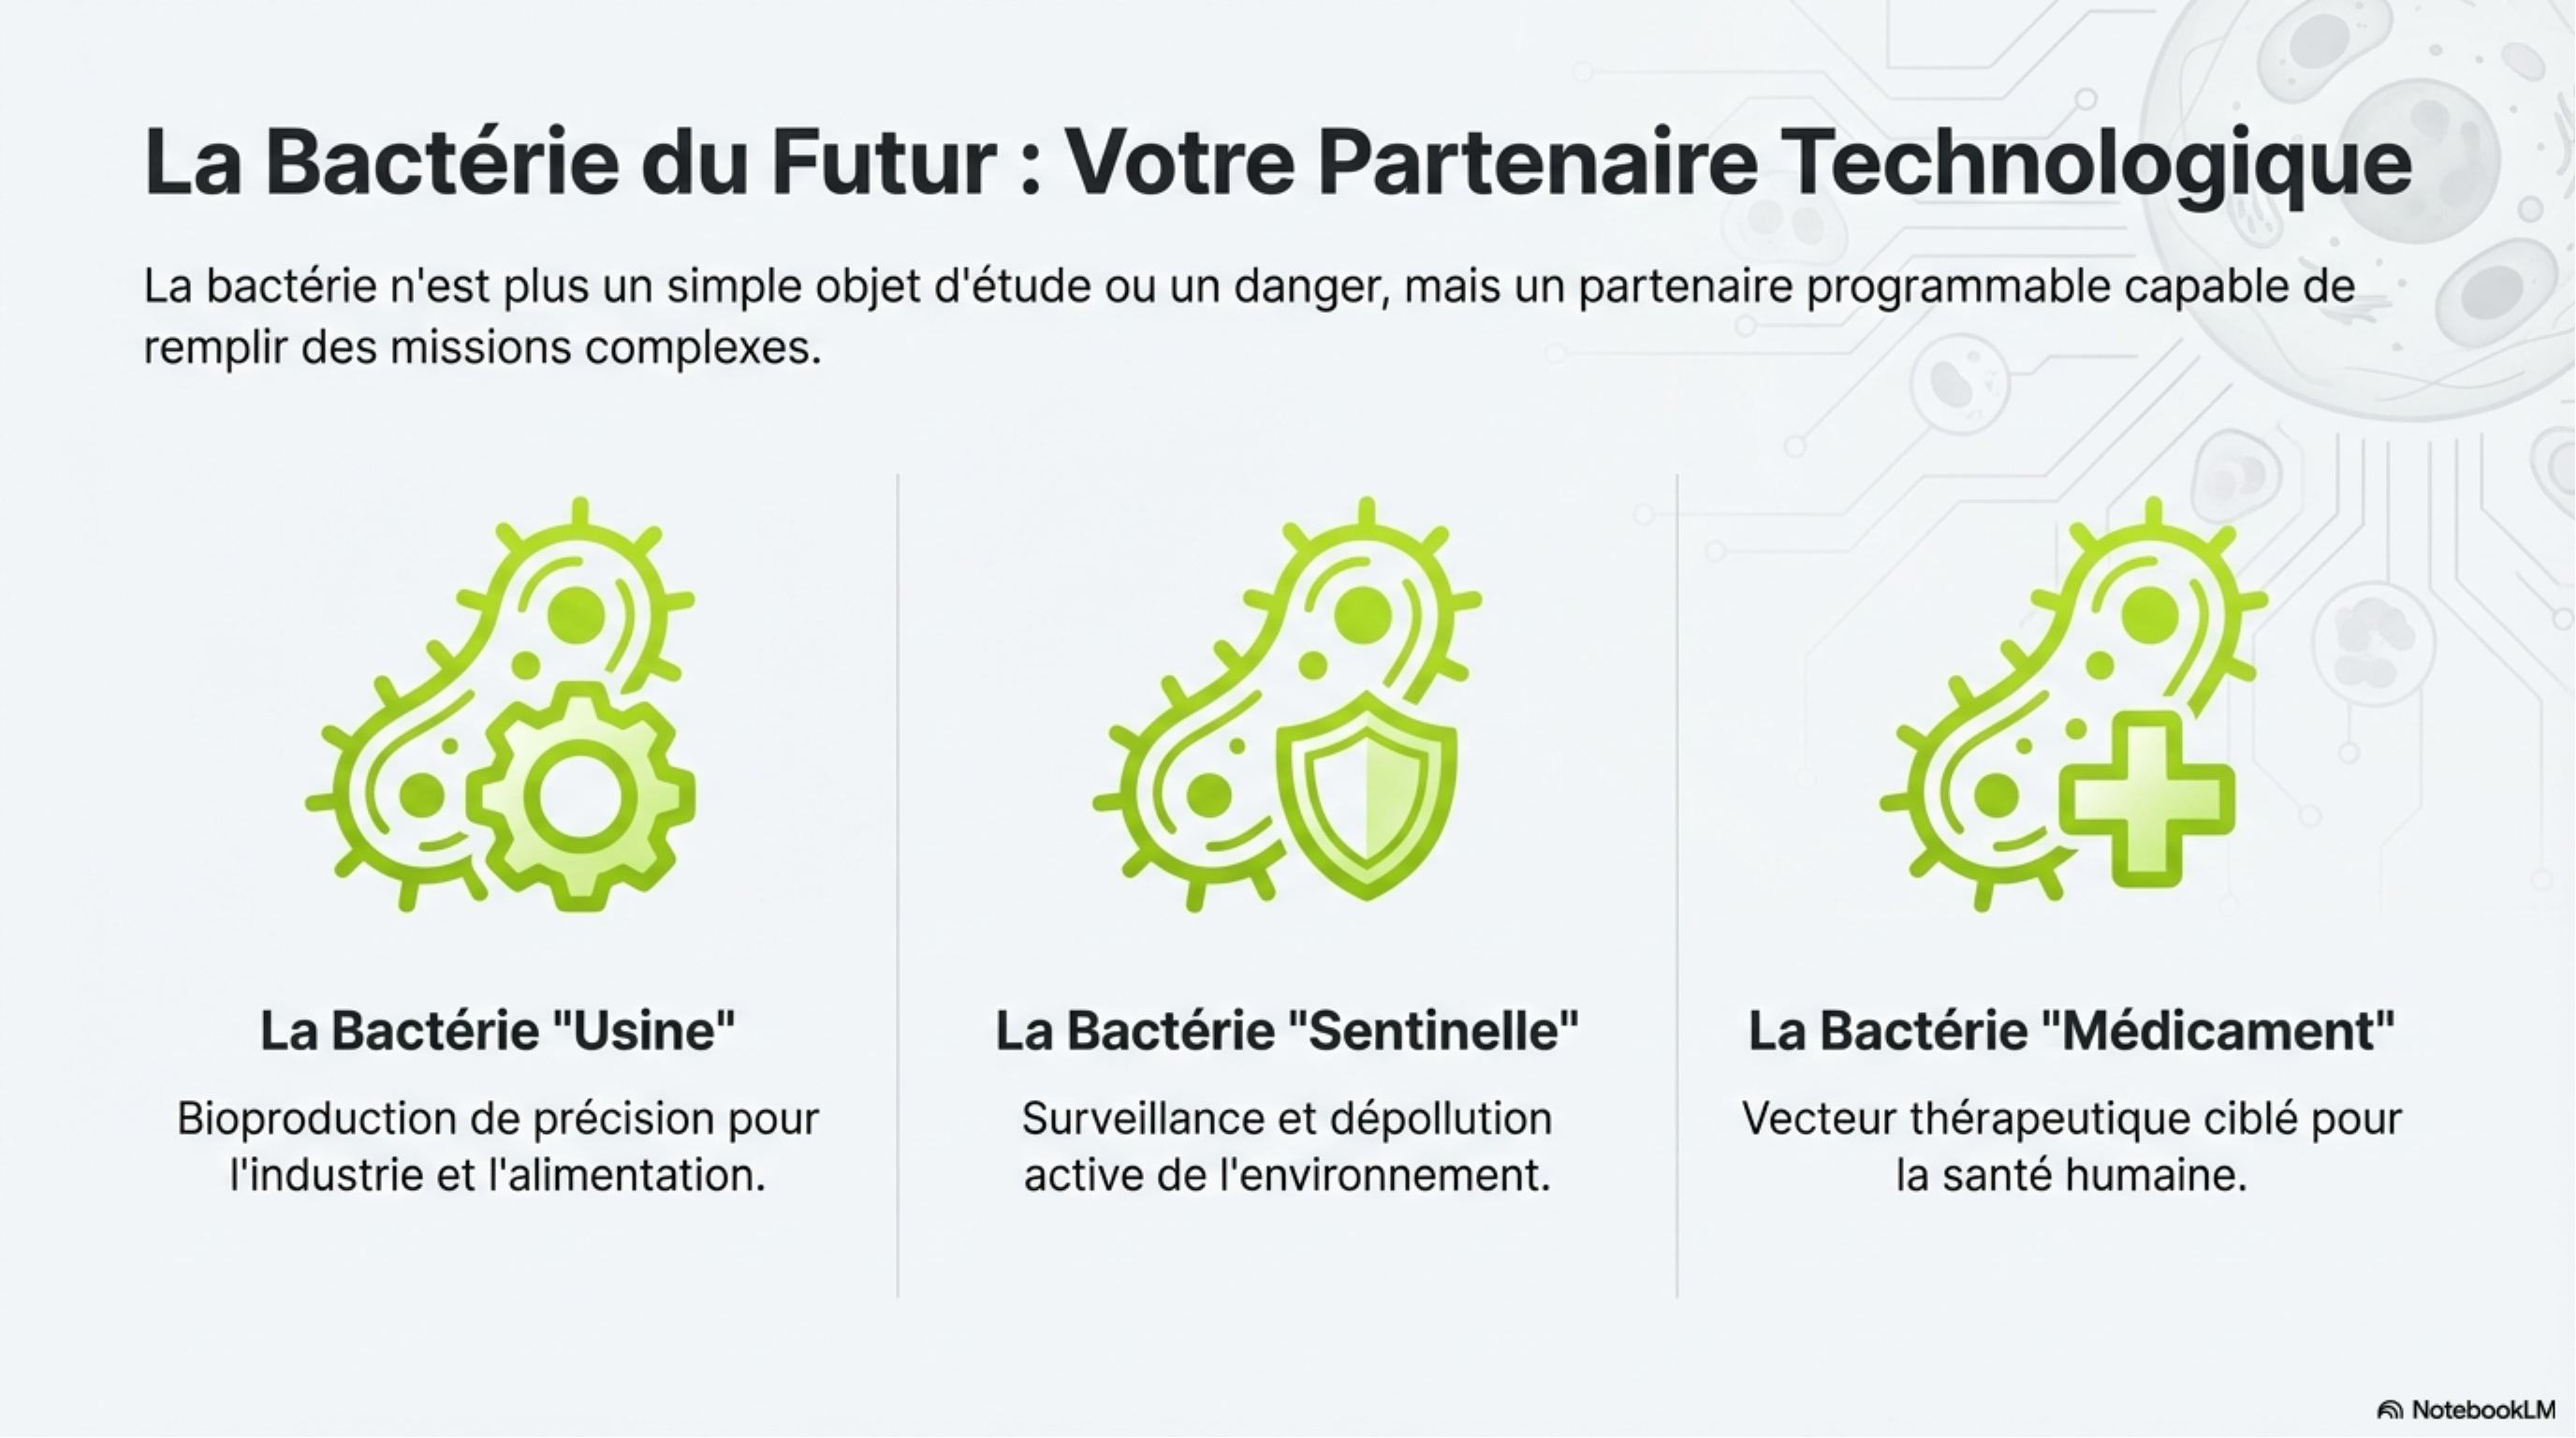 La Bactérie du Futur : Votre Partenaire Technologique
La bactérie n'est plus un simple objet d'étude ou un danger, mais un partenaire programmable capable de
remplir des missions complexes.
La Bactérie "Usine"
Bioproduction de précision pour
l'industrie et l'alimentation.
La Bactérie "Sentinelle"
Surveillance et dépollution
active de l'environnement.
La Bactérie "Médicament"
Vecteur thérapeutique ciblé pour
la santé humaine.
NotebookLM